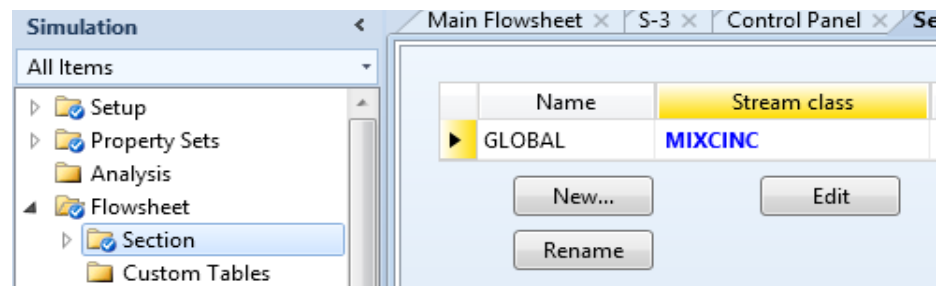 Simulation
All Items
Setup
Property Sets
Analysis
Flowsheet
Section
Custom Tables
Main Flowsheet S-3 Control Panel Se
Name Stream class
GLOBAL MIXCINC
New... Edit
Rename